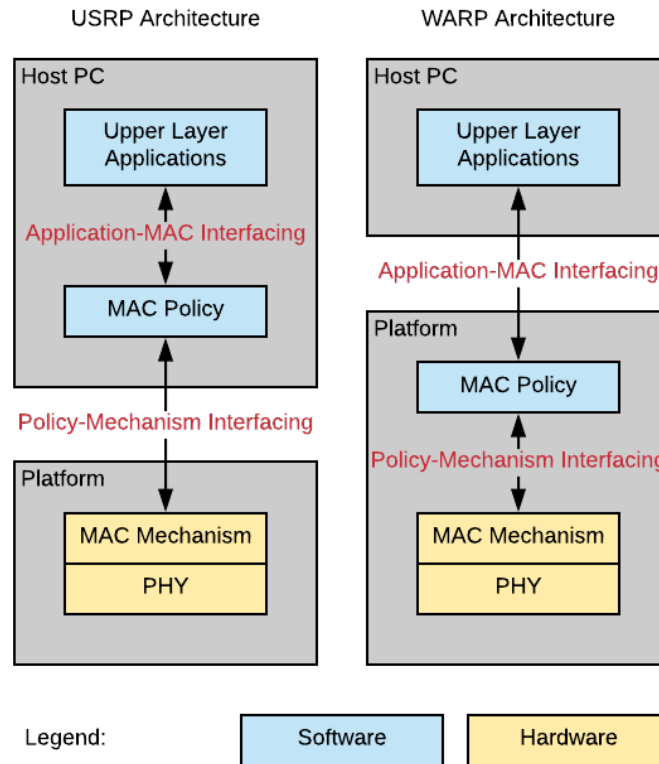 USRP Architecture
Host PC
Upper Layer
Applications
Application-MAC Interfacing
MAC Policy
Policy-Mechanism Interfacing
Platform
MAC Mechanism
PHY
WARP Architecture
Host PC
Upper Layer
Applications
Application-MAC Interfacing
Platform
MAC Policy
Policy-Mechanism Interfacing
MAC Mechanism
PHY
Legend:
Software
Hardware